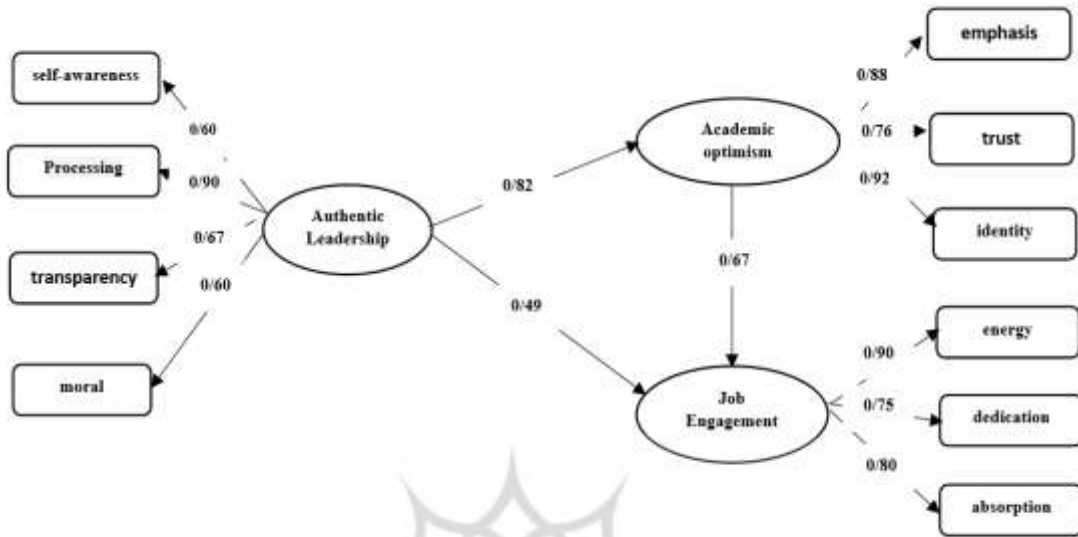 self-awareness
0/60
Processing
0/90
transparency
0/67
moral
0/60
Authentic
Leadership
0/82
0/49
Academic
optimism
0/67
Job
Engagement
emphasis
0/88
trust
0/76
identity
0/92
energy
0/90
dedication
0/75
absorption
0/80